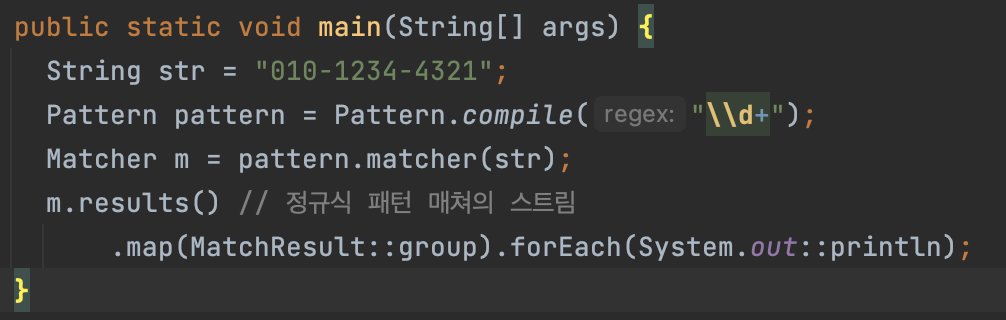 public static void main(String[] args) {
String str = "010-1234-4321";
Pattern pattern = Pattern.compile( regex: "\\d+");
Matcher m = pattern.matcher(str);
m.results() // 정규식 패턴 매쳐의 스트림
.map(MatchResult::group).forEach(System.out::println);
}